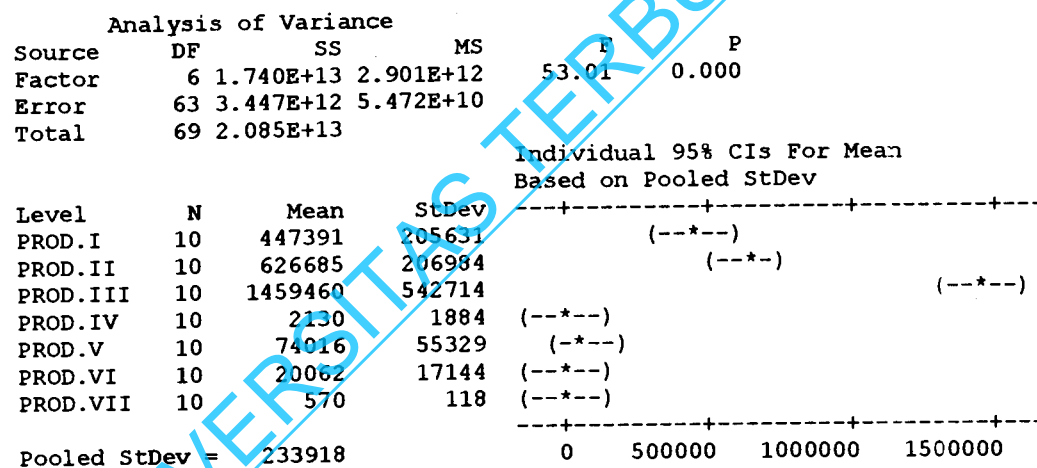 Analysis of Variance
Source DF SS MS F P
Factor 6 1.740E+13 2.901E+12 53.01 0.000
Error 63 3.447E+12 5.472E+10
Total 69 2.085E+13
Individual 95% CIs For Mean
Based on Pooled StDev
Level N Mean StDev ---+---------+---------+---------+---
PROD.I 10 447391 205631 (--*--)
PROD.II 10 626685 206984 (--*-)
PROD.III 10 1459460 542714 (--*--)
PROD.IV 10 2130 1884 (--*--)
PROD.V 10 74016 55329 (-*--)
PROD.VI 10 20062 17144 (--*--)
PROD.VII 10 570 118 (--*--)
---+---------+---------+---------+---
Pooled StDev = 233918 0 500000 1000000 1500000
VERSITAS TERBU